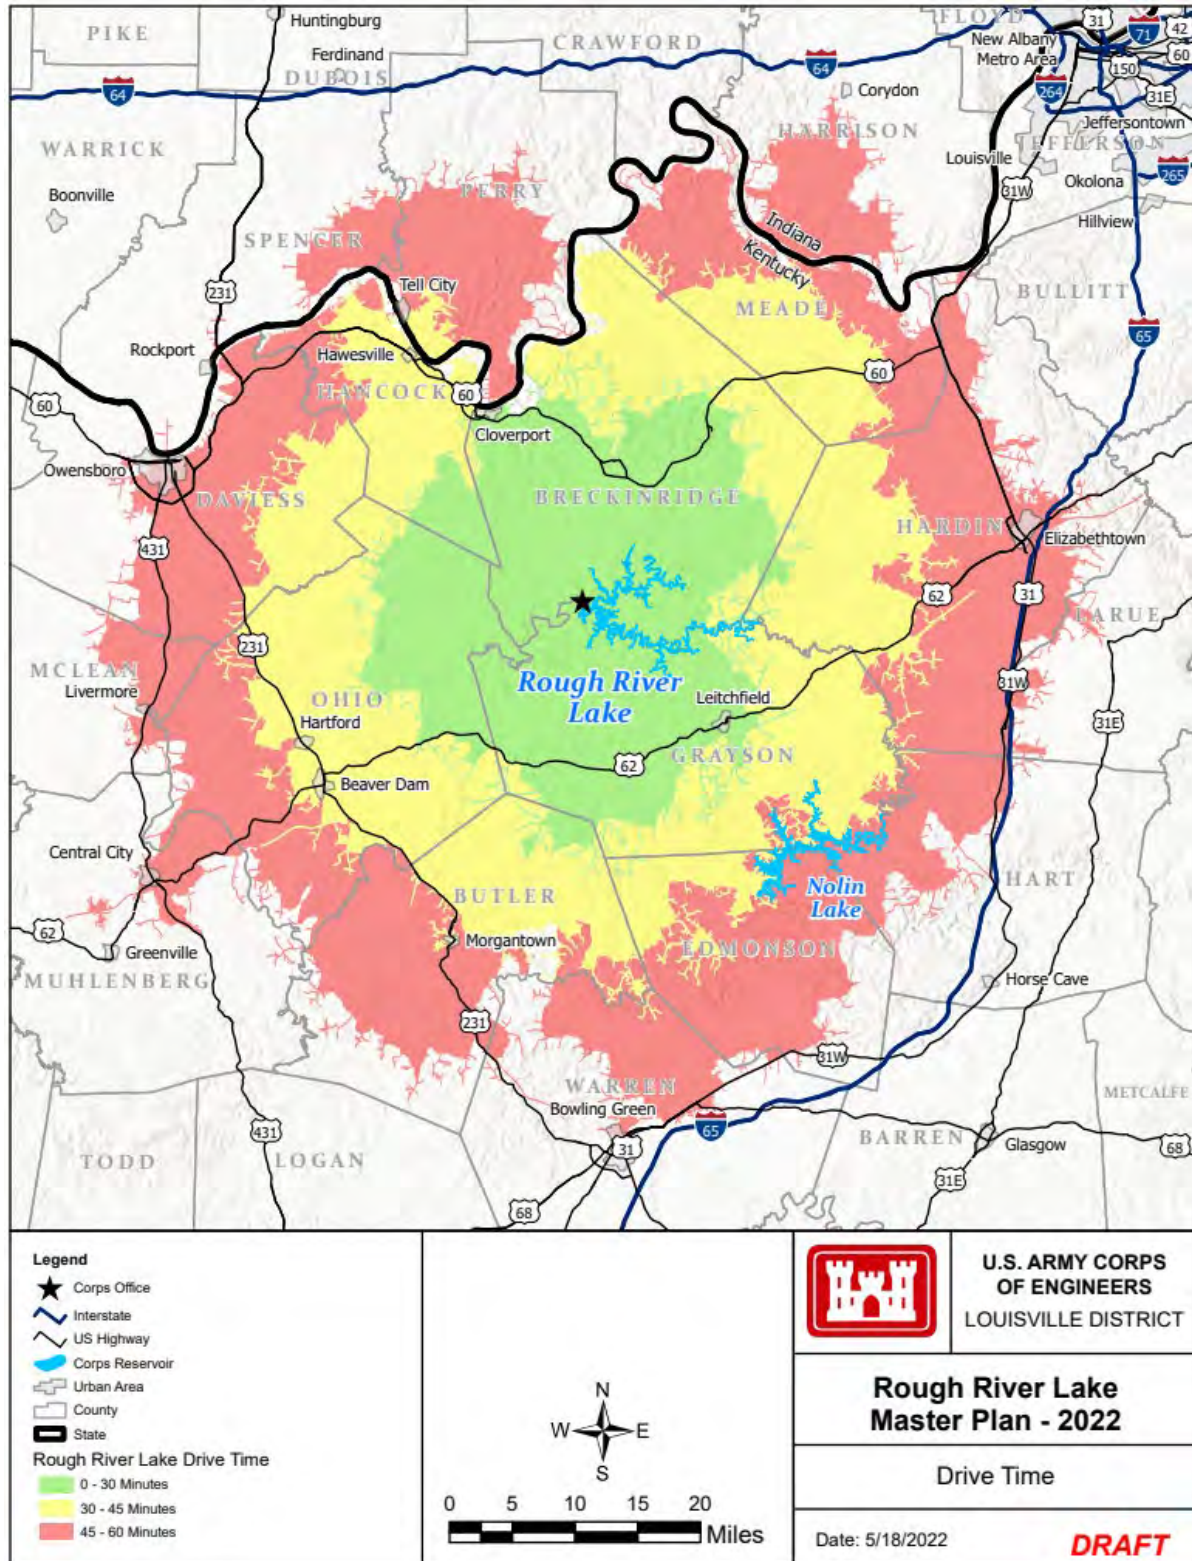 Huntingburg
PIKE
Ferdinand
DUBOIS
CRAWFORD
FLOYD
31
71
42
New Albany
Metro Area
60
150
64
64
264
31E
Corydon
Jeffersontown
HARRISON
JEFFERSON
WARRICK
Louisville
Okolona
265
31W
Boonville
PERRY
Hillview
SPENCER
Indiana
Kentucky
Tell City
231
MEADE
BULLITT
65
Rockport
Hawesville
60
HANCOCK
60
60
Cloverport
Owensboro
DAVIESS
BRECKINRIDGE
HARDIN
Elizabethtown
431
62
31
LARUE
231
MCLEAN
Livermore
Rough River
Lake
31W
OHIO
Leitchfield
31E
Hartford
62
GRAYSON
Beaver Dam
Central City
Nolin
Lake
HART
BUTLER
62
Greenville
Morgantown
EDMONSON
MUHLENBERG
Horse Cave
231
31W
WARREN
METCALFE
Bowling Green
65
431
BARREN
Glasgow
68
31
TODD
LOGAN
31E
68
Legend
Corps Office
Interstate
US Highway
Corps Reservoir
Urban Area
County
State
Rough River Lake Drive Time
0 - 30 Minutes
30 - 45 Minutes
45 - 60 Minutes
N
W E
S
0 5 10 15 20
Miles
U.S. ARMY CORPS
OF ENGINEERS
LOUISVILLE DISTRICT
Rough River Lake
Master Plan - 2022
Drive Time
Date: 5/18/2022
DRAFT